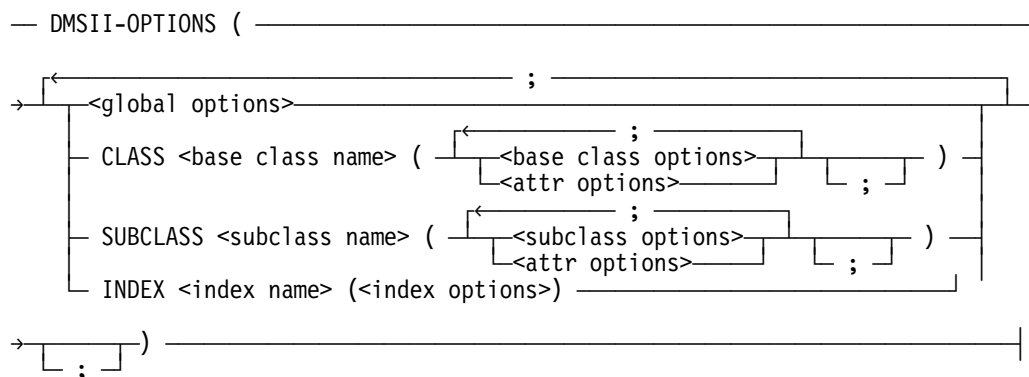 DMSII-OPTIONS (
;
<global options>
;
CLASS <base class name> ( <base class options> )
<attr options> ;
;
SUBCLASS <subclass name> ( <subclass options> )
<attr options> ;
INDEX <index name> (<index options>)
)
;